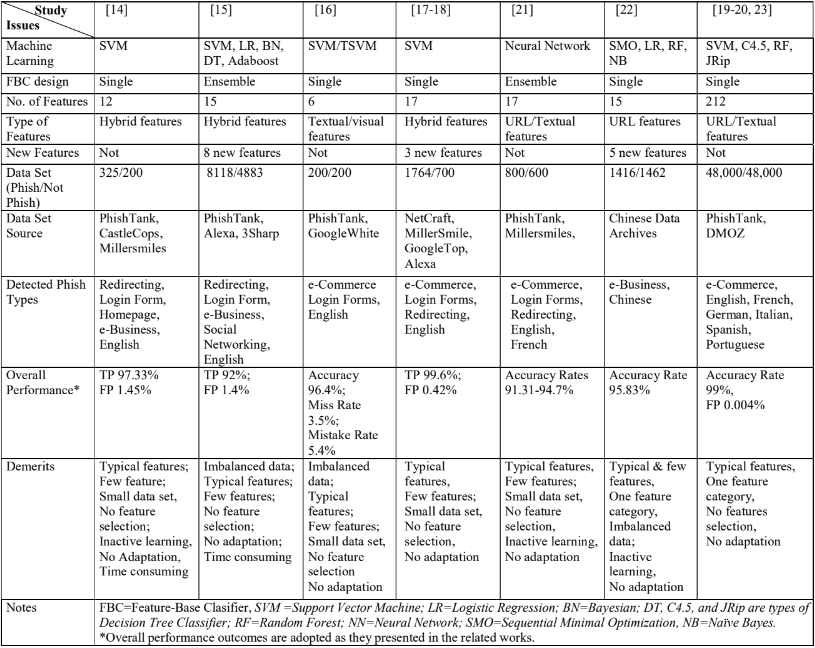 Study [14] [15] [16] [17-18] [21] [22] [19-20, 23]
Issues
Machine SVM SVM, LR, BN, SVM/TSVM SVM Neural Network SMO, LR, RF, SVM, C4.5, RF,
Learning DT, Adaboost NB JRip
FBC design Single Ensemble Single Single Ensemble Single Single
No. of Features 12 15 6 17 17 15 212
Type of Hybrid features Hybrid features Textual/visual Hybrid features URL/Textual URL features URL/Textual
Features features features features
New Features Not 8 new features Not 3 new features Not 5 new features Not
Data Set 325/200 8118/4883 200/200 1764/700 800/600 1416/1462 48,000/48,000
(Phish/Not
Phish)
Data Set PhishTank, PhishTank, PhishTank, NetCraft, PhishTank, Chinese Data PhishTank,
Source CastleCops, Alexa, 3Sharp GoogleWhite MillerSmile, Millersmiles, Archives DMOZ
Millersmiles GoogleTop,
Alexa
Detected Phish Redirecting, Redirecting, e-Commerce e-Commerce, e-Commerce, e-Business, e-Commerce,
Types Login Form, Login Form, Login Forms, Login Forms, Login Forms, Chinese English, French,
Homepage, e-Business, English Redirecting, Redirecting, German, Italian,
e-Business, Social English English, Spanish,
English Networking, French Portuguese
English
Overall TP 97.33% TP 92%; Accuracy TP 99.6%; Accuracy Rates Accuracy Rate Accuracy Rate
Performance* FP 1.45% FP 1.4% 96.4%; FP 0.42% 91.31-94.7% 95.83% 99%,
Miss Rate FP 0.004%
3.5%;
Mistake Rate
5.4%
Demerits Typical features; Imbalanced data; Imbalanced Typical Typical features, Typical & few Typical features,
Few feature; Typical features; data; features, Few features; features, One feature
Small data set, Few features; Typical Few features; Small data set, One feature category,
No feature No feature features; Small data set, No feature category, No features
selection; selection; Few features; No feature selection, Imbalanced selection,
Inactive learning, No adaptation; Small data set, selection, Inactive learning, data; No adaptation
No Adaptation, Time consuming No feature No adaptation No adaptation Inactive
Time consuming selection learning,
No adaptation No adaptation
Notes FBC=Feature-Base Clasifier, SVM =Support Vector Machine; LR=Logistic Regression; BN=Bayesian; DT, C4.5, and JRip are types of
Decision Tree Classifier; RF=Random Forest; NN=Neural Network; SMO=Sequential Minimal Optimization, NB=Naïve Bayes.
*Overall performance outcomes are adopted as they presented in the related works.